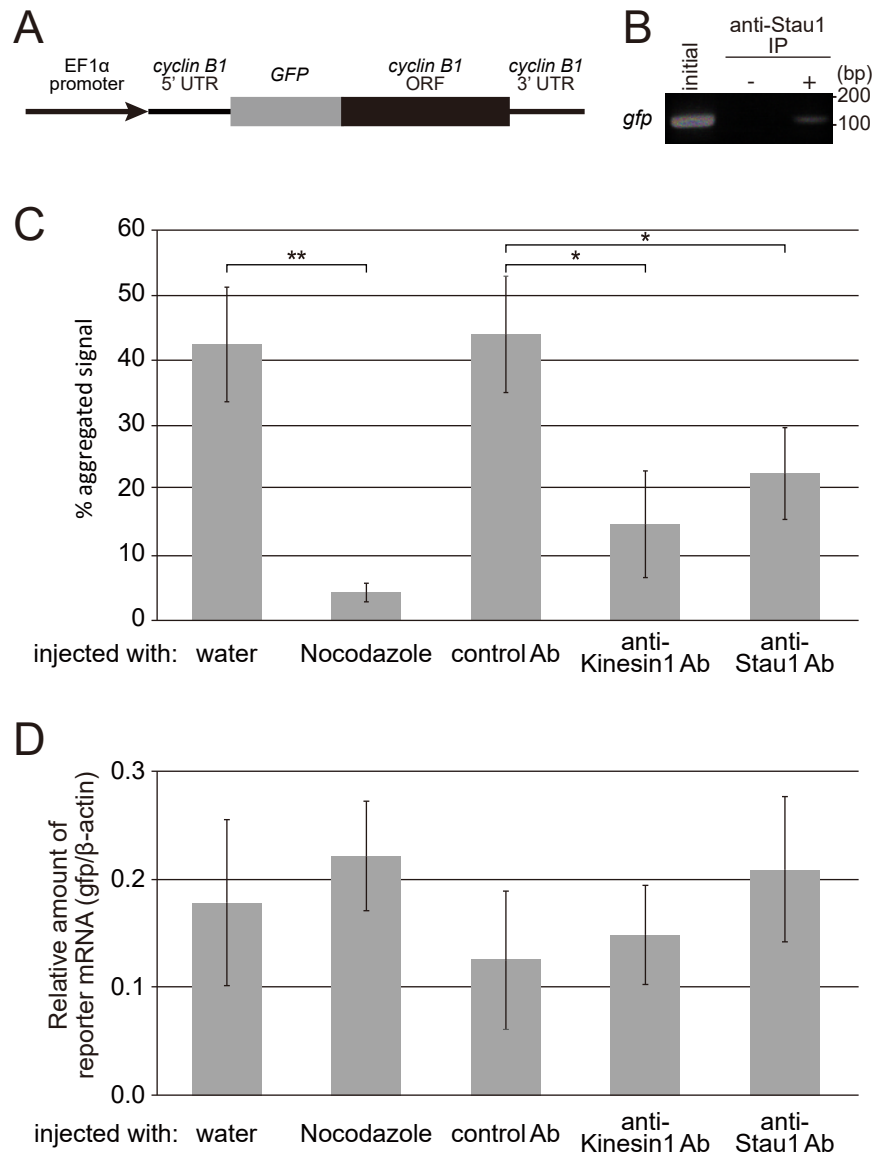 A
EF1α
promoter
cyclin B1
5' UTR
GFP
cyclin B1
ORF
cyclin B1
3' UTR
B
initial
anti-Stau1
IP
- +
(bp)
200
100
gfp
C
% aggregated signal
60
50
40
30
20
10
0
**
*
*
injected with: water Nocodazole control Ab anti-Kinesin1 Ab anti-Stau1 Ab
D
Relative amount of
reporter mRNA (gfp/β-actin)
0.3
0.2
0.1
0.0
injected with: water Nocodazole control Ab anti-Kinesin1 Ab anti-Stau1 Ab